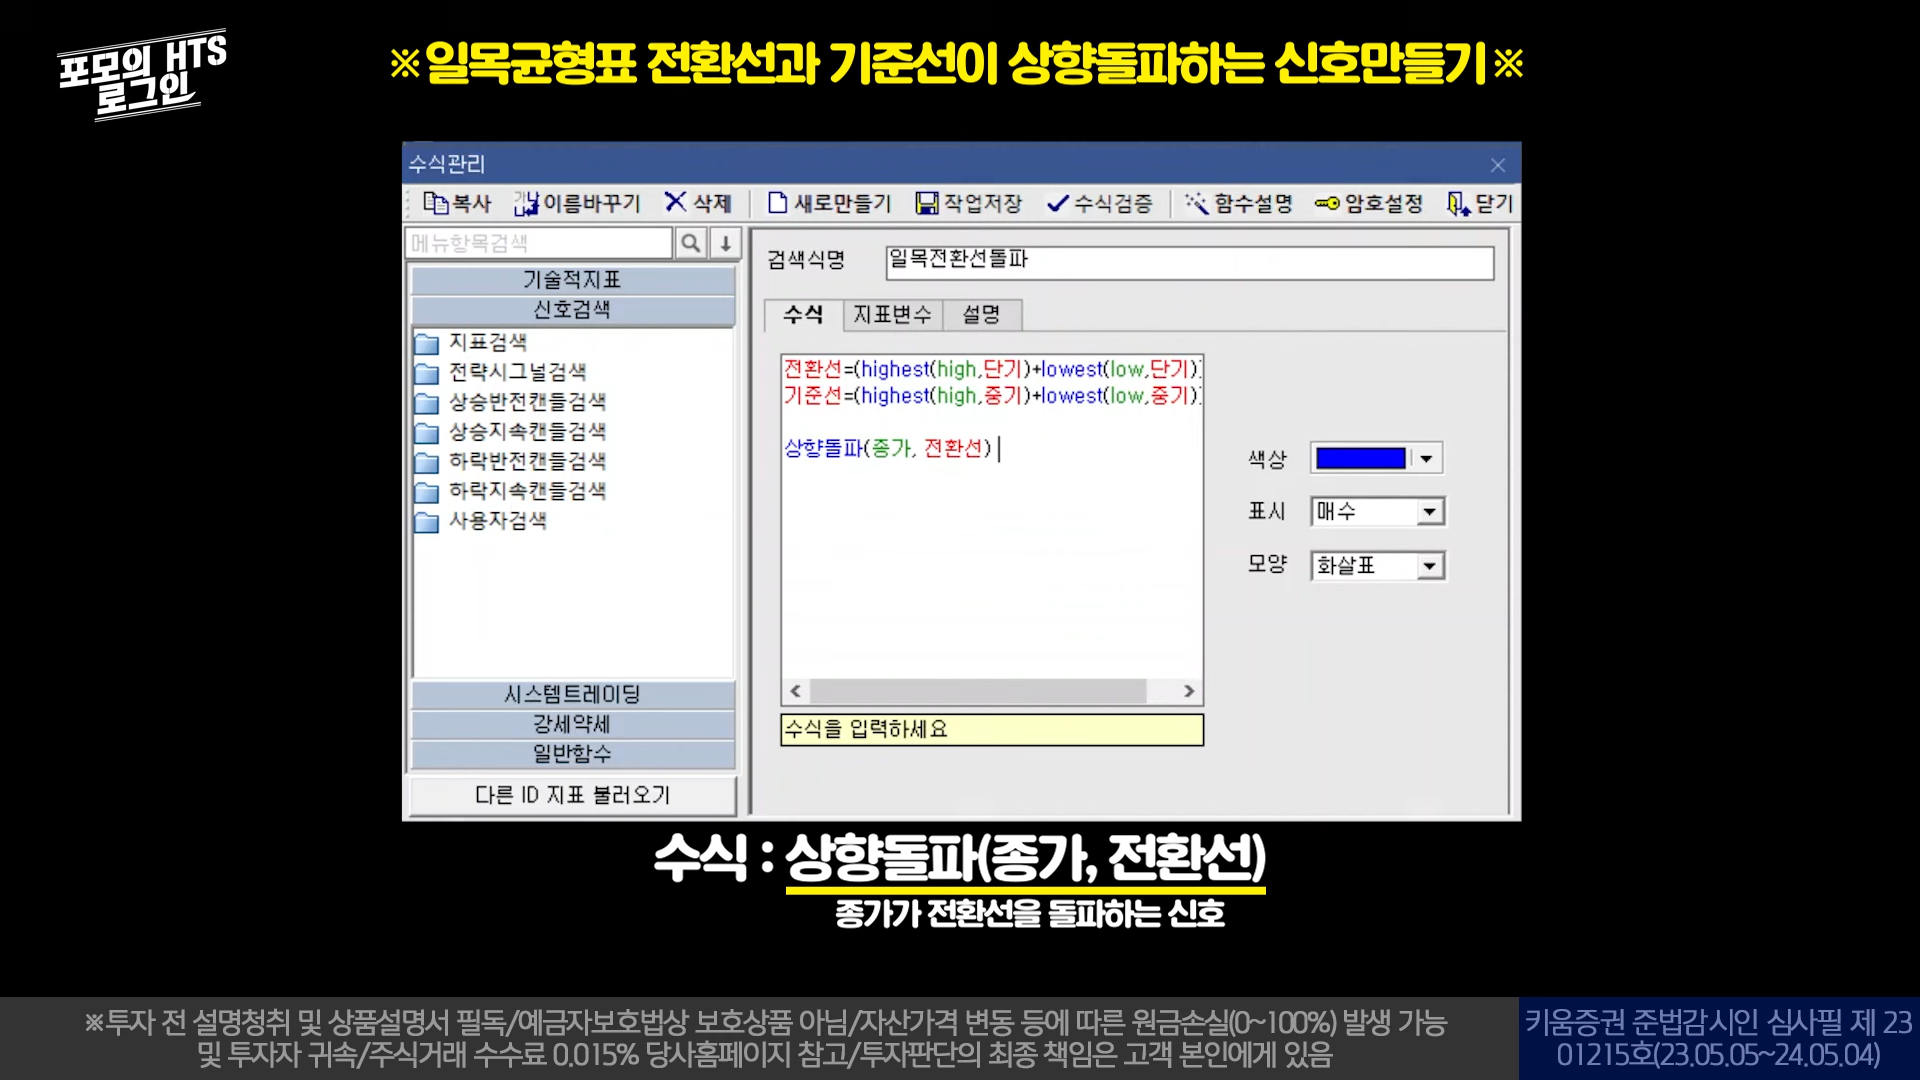 포모의 HTS
로그인
※일목균형표 전환선과 기준선이 상향돌파하는 신호만들기※
수식관리
복사 이름바꾸기 삭제 새로만들기 작업저장 수식검증 함수설명 암호설정 닫기
메뉴항목검색
기술적지표
신호검색
지표검색
전략시그널검색
상승반전캔들검색
상승지속캔들검색
하락반전캔들검색
하락지속캔들검색
사용자검색
시스템트레이딩
강세약세
일반함수
다른 ID 지표 불러오기
검색식명 일목전환선돌파
수식 지표변수 설명
전환선=(highest(high,단기)+lowest(low,단기))
기준선=(highest(high,중기)+lowest(low,중기))
상향돌파(종가, 전환선)
수식을 입력하세요
색상
표시 매수
모양 화살표
수식 : 상향돌파(종가, 전환선)
종가가 전환선을 돌파하는 신호
※투자 전 설명청취 및 상품설명서 필독/예금자보호법상 보호상품 아님/자산가격 변동 등에 따른 원금손실(0~100%) 발생 가능
및 투자자 귀속/주식거래 수수료 0.015% 당사홈페이지 참고/투자판단의 최종 책임은 고객 본인에게 있음
키움증권 준법감시인 심사필 제 23
01215호(23.05.05~24.05.04)